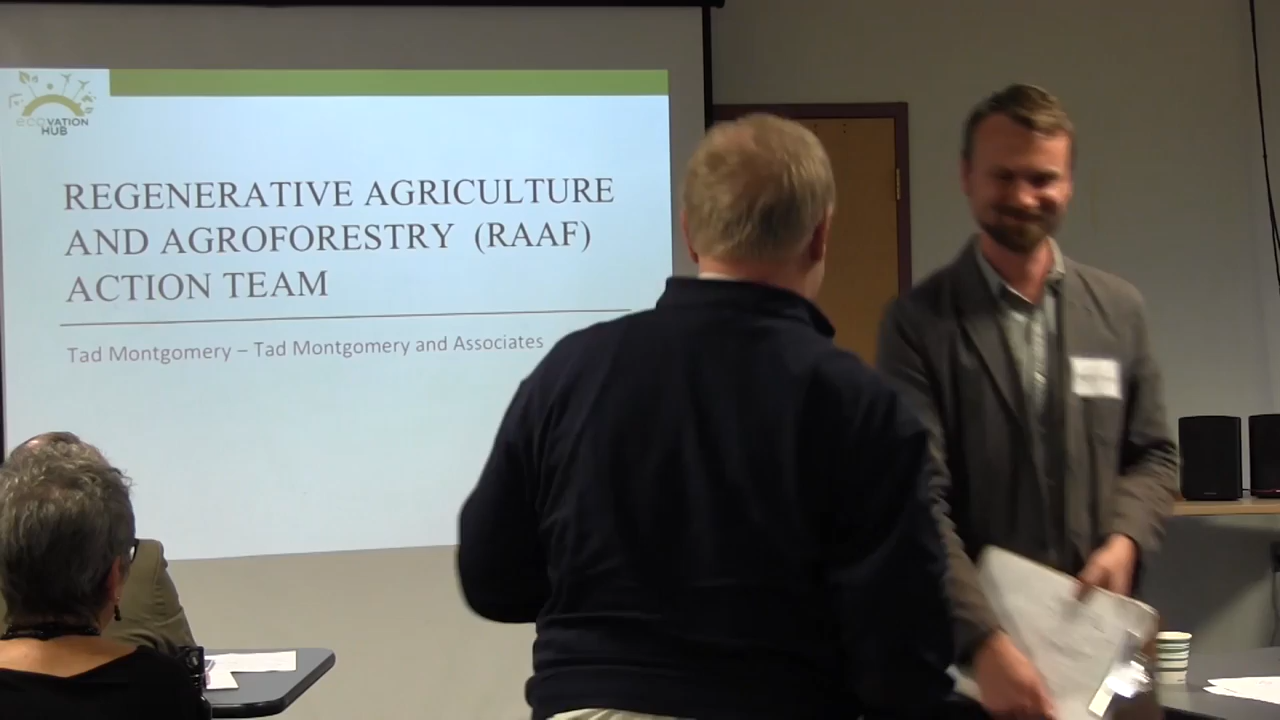 ecoVATION
HUB
REGENERATIVE AGRICULTURE
AND AGROFORESTRY (RAAF)
ACTION TEAM
Tad Montgomery – Tad Montgomery and Associates